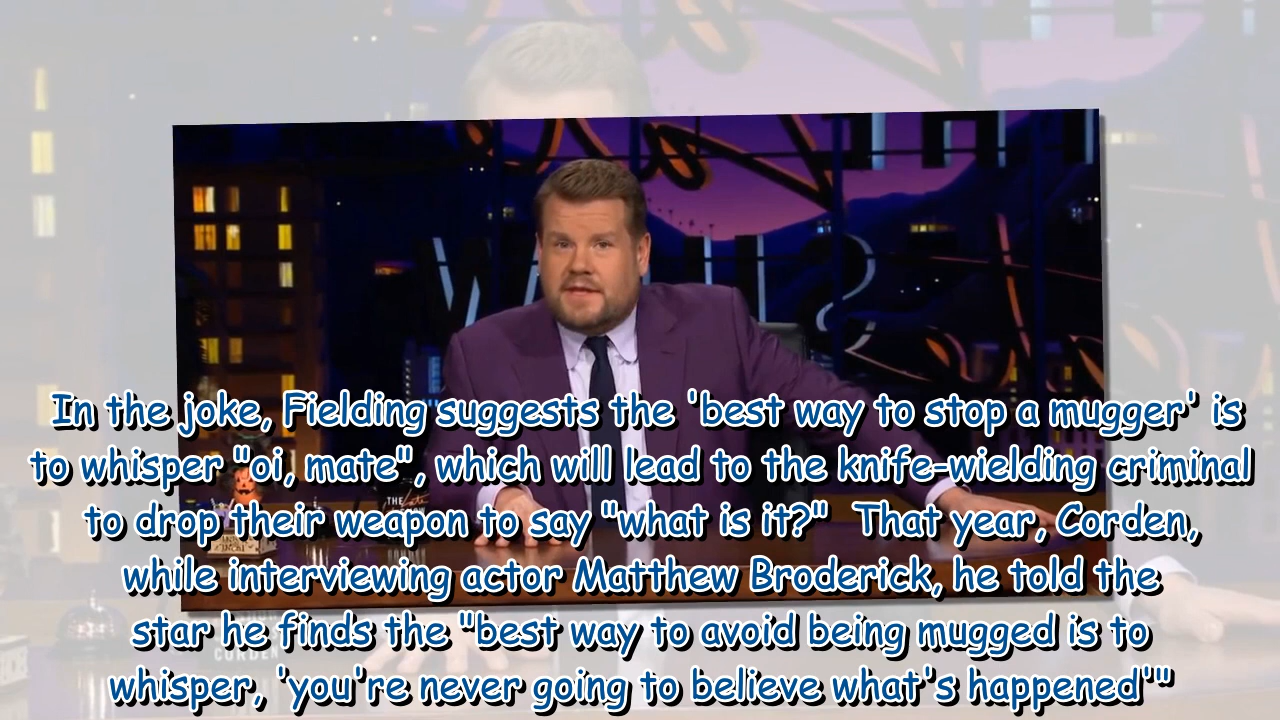 In the joke, Fielding suggests the 'best way to stop a mugger' is
to whisper "oi, mate", which will lead to the knife-wielding criminal
to drop their weapon to say "what is it?"  That year, Corden,
while interviewing actor Matthew Broderick, he told the
star he finds the "best way to avoid being mugged is to
whisper, 'you're never going to believe what's happened'"
THE
CORDEN